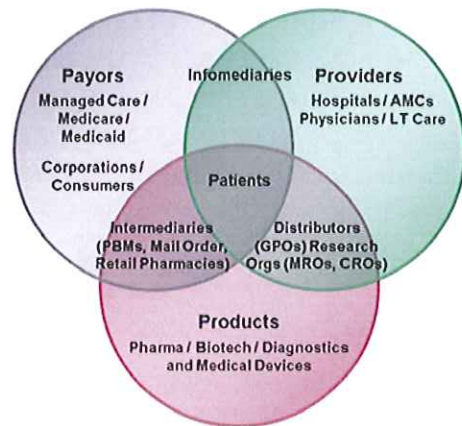 Payors
Managed Care /
Medicare /
Medicaid
Corporations /
Consumers
Infomediaries
Providers
Hospitals / AMCs
Physicians / LT Care
Patients
Intermediaries
(PBMs, Mail Order,
Retail Pharmacies)
Distributors
(GPOs) Research
Orgs (MROs, CROs)
Products
Pharma / Biotech / Diagnostics
and Medical Devices